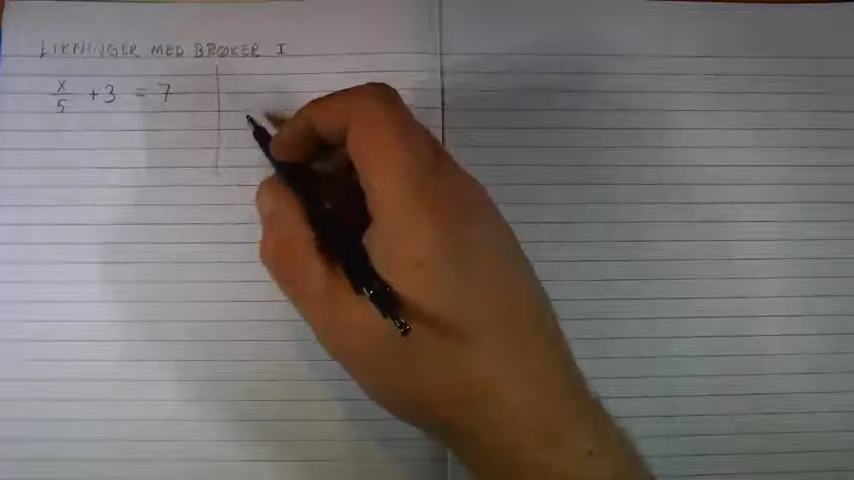 LIKNINGER MED BRØKER I
x/5 + 3 = 7